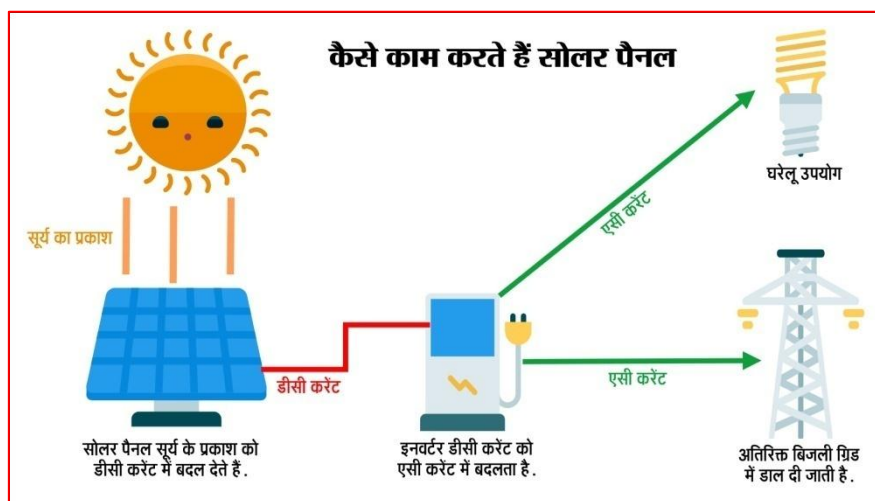 कैसे काम करते हैं सोलर पैनल
सूर्य का प्रकाश
एसी करेंट
घरेलू उपयोग
डीसी करेंट
एसी करेंट
सोलर पैनल सूर्य के प्रकाश को
डीसी करेंट में बदल देते हैं .
इनवर्टर डीसी करेंट को
एसी करेंट में बदलता है .
अतिरिक्त बिजली ग्रिड
में डाल दी जाती है .